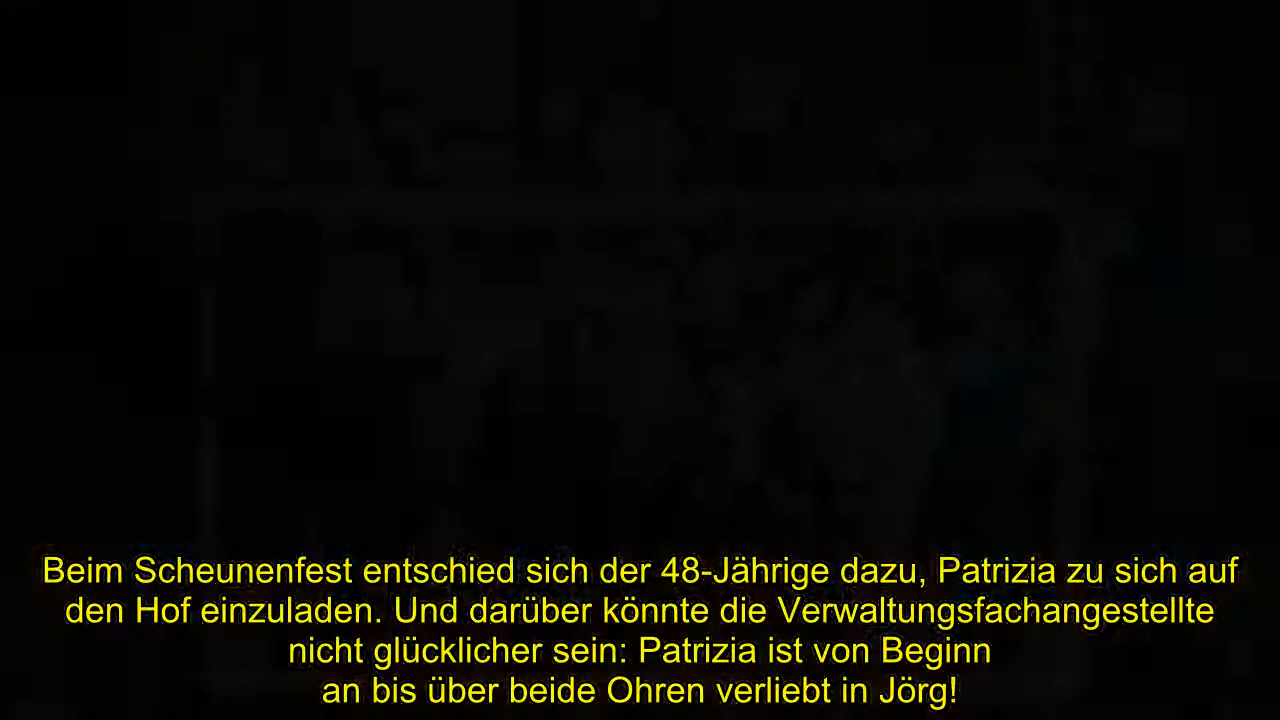 Beim Scheunenfest entschied sich der 48-Jährige dazu, Patrizia zu sich auf
den Hof einzuladen. Und darüber könnte die Verwaltungsfachangestellte
nicht glücklicher sein: Patrizia ist von Beginn
an bis über beide Ohren verliebt in Jörg!